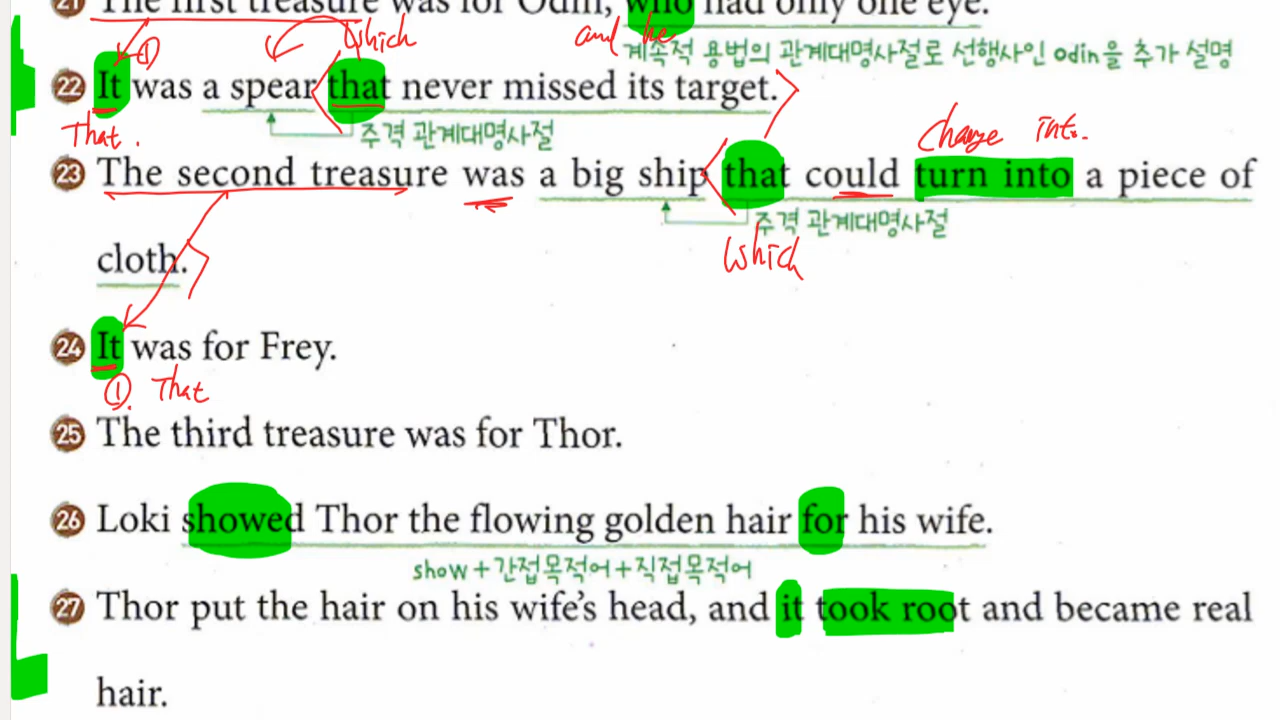 21 The first treasure was for Odin, who had only one eye.
① which and he
계속적 용법의 관계대명사절로 선행사인 odin을 추가 설명
22 It was a spear that never missed its target.
That. 주격 관계대명사절
change into.
23 The second treasure was a big ship that could turn into a piece of
주격 관계대명사절
which
cloth.
24 It was for Frey.
①. That
25 The third treasure was for Thor.
26 Loki showed Thor the flowing golden hair for his wife.
show+간접목적어+직접목적어
27 Thor put the hair on his wife's head, and it took root and became real
hair.